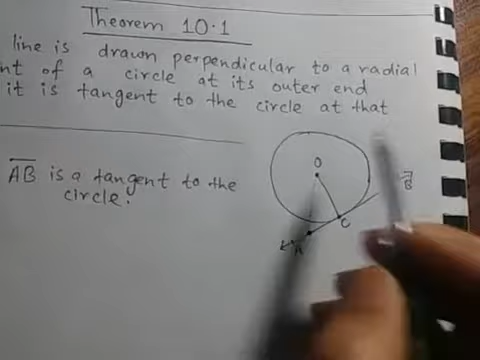 Theorem 10.1
line is drawn perpendicular to a radial
of a circle at its outer end
it is tangent to the circle at that
AB is a tangent to the
circle.
O
B
C
A